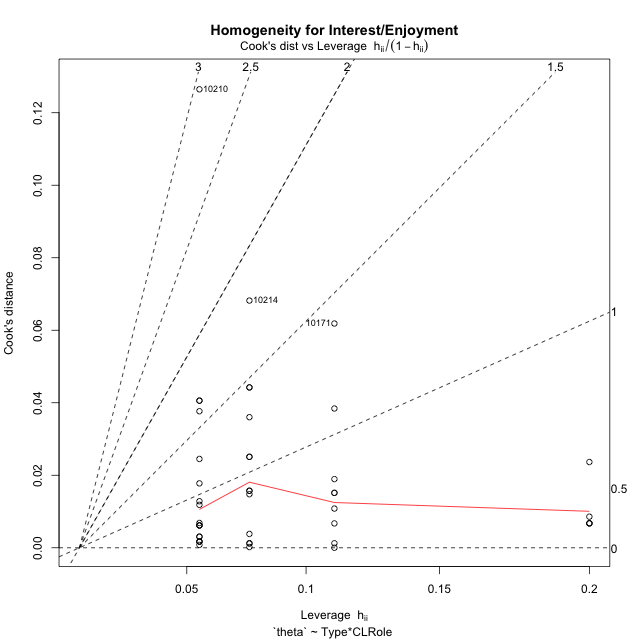 Homogeneity for Interest/Enjoyment
Cook's dist vs Leverage hᵢᵢ/(1 − hᵢᵢ)
3 2.5 2 1.5
10210
10214
10171
1
0.5
0
0.12
0.10
0.08
0.06
0.04
0.02
0.00
Cook's distance
0.05 0.1 0.15 0.2
Leverage hᵢᵢ
`theta` ~ Type*CLRole